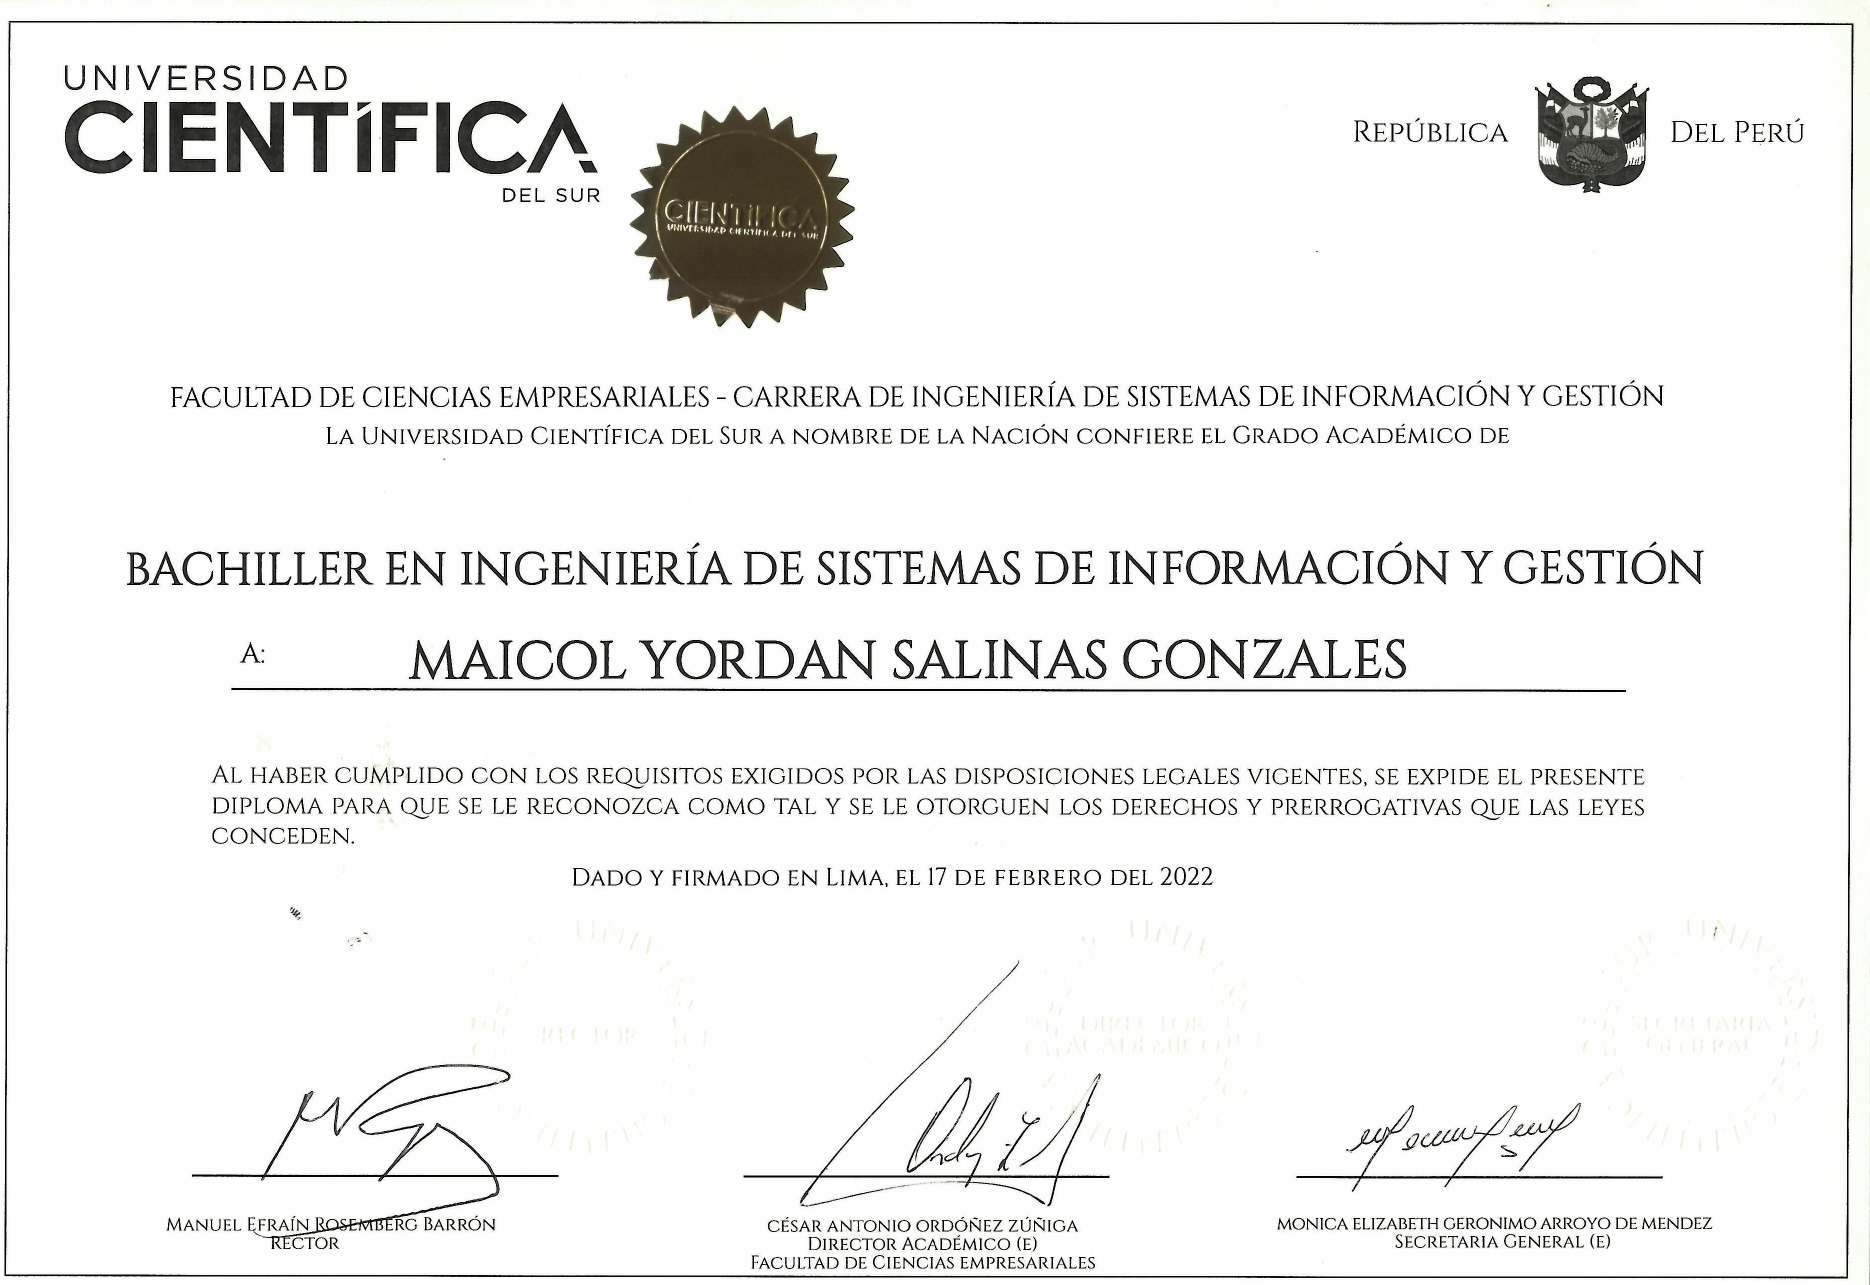 UNIVERSIDAD
CIENTÍFICA
DEL SUR
CIENTÍFICA
UNIVERSIDAD CIENTIFICA DEL SUR
REPÚBLICA DEL PERÚ
FACULTAD DE CIENCIAS EMPRESARIALES - CARRERA DE INGENIERÍA DE SISTEMAS DE INFORMACIÓN Y GESTIÓN
LA UNIVERSIDAD CIENTÍFICA DEL SUR A NOMBRE DE LA NACIÓN CONFIERE EL GRADO ACADÉMICO DE
BACHILLER EN INGENIERÍA DE SISTEMAS DE INFORMACIÓN Y GESTIÓN
A: MAICOL YORDAN SALINAS GONZALES
AL HABER CUMPLIDO CON LOS REQUISITOS EXIGIDOS POR LAS DISPOSICIONES LEGALES VIGENTES, SE EXPIDE EL PRESENTE
DIPLOMA PARA QUE SE LE RECONOZCA COMO TAL Y SE LE OTORGUEN LOS DERECHOS Y PRERROGATIVAS QUE LAS LEYES
CONCEDEN.
DADO Y FIRMADO EN LIMA, EL 17 DE FEBRERO DEL 2022
RECTOR
DIRECTOR
ACADÉMICO
SECRETARIA
GENERAL
MANUEL EFRAÍN ROSEMBERG BARRÓN
RECTOR
CÉSAR ANTONIO ORDÓÑEZ ZÚÑIGA
DIRECTOR ACADÉMICO (E)
FACULTAD DE CIENCIAS EMPRESARIALES
MONICA ELIZABETH GERONIMO ARROYO DE MENDEZ
SECRETARIA GENERAL (E)